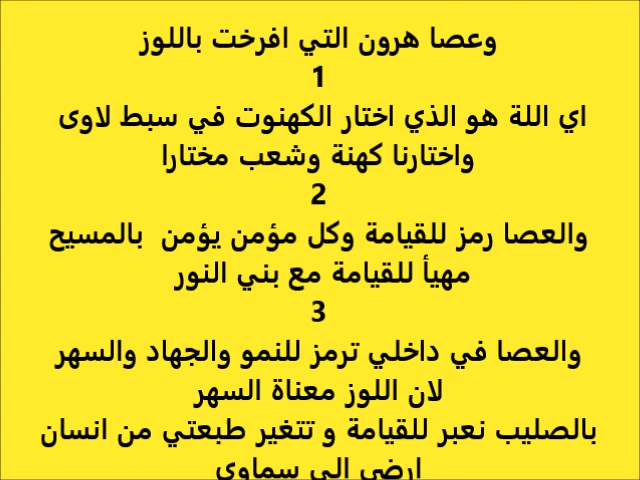 وعصا هرون التي افرخت باللوز
1
اي اللة هو الذي اختار الكهنوت في سبط لاوى
واختارنا كهنة وشعب مختارا
2
والعصا رمز للقيامة وكل مؤمن يؤمن بالمسيح
مهيأ للقيامة مع بني النور
3
والعصا في داخلي ترمز للنمو والجهاد والسهر
لان اللوز معناة السهر
بالصليب نعبر للقيامة و تتغير طبعتي من انسان
ارضي الي سماوي